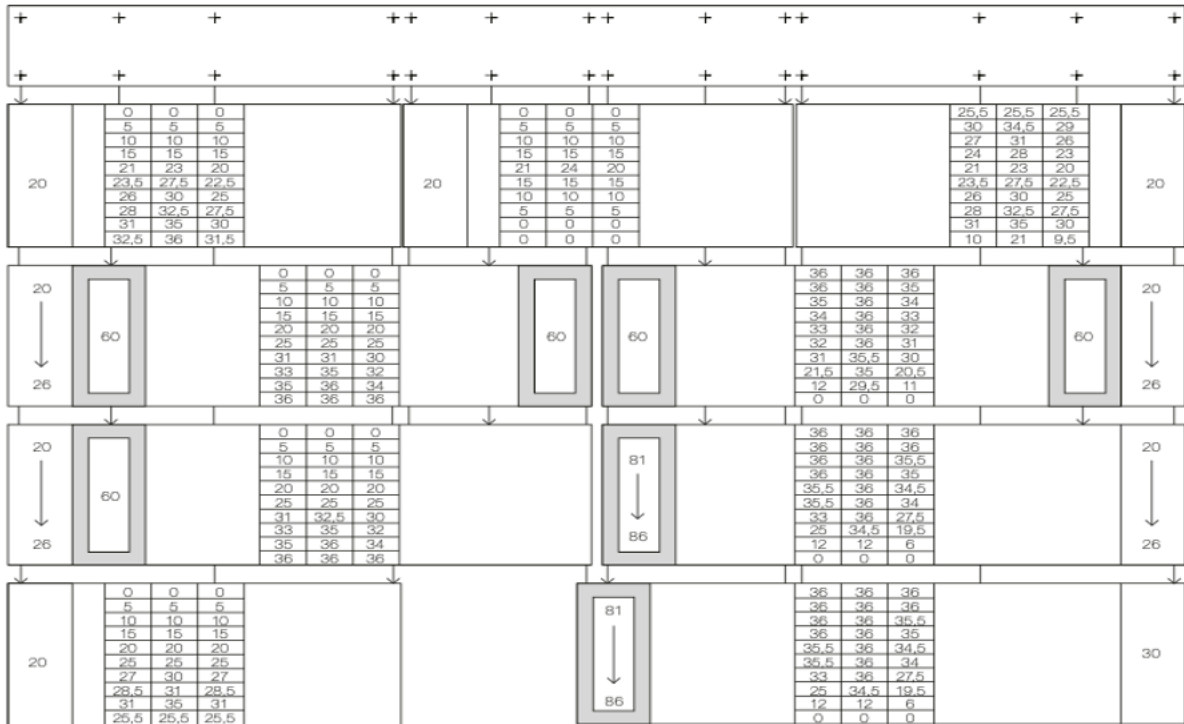 0 0 0 0 0 0 25,5 25,5 25,5
5 5 5 5 5 5 30 34,5 29
10 10 10 10 10 10 27 31 26
15 15 15 15 15 15 24 28 23
21 23 20 21 24 20 21 23 20
20 23,5 27,5 22,5 20 15 15 15 23,5 27,5 22,5 20
26 30 25 10 10 10 26 30 25
28 32,5 27,5 5 5 5 28 32,5 27,5
31 35 30 0 0 0 31 35 30
32,5 36 31,5 0 0 0 10 21 9,5
0 0 0 36 36 36
20 5 5 5 36 36 35 20
10 10 10 35 36 34
15 15 15 34 36 33
20 20 20 33 36 32
60 25 25 25 60 60 32 36 31 60
31 31 30 31 35,5 30
33 35 32 21,5 35 20,5
26 35 36 34 12 29,5 11 26
36 36 36 0 0 0
0 0 0 36 36 36
20 5 5 5 36 36 36 20
10 10 10 81 36 36 35,5
15 15 15 36 36 35
20 20 20 35,5 36 34,5
60 25 25 25 35,5 36 34
31 32,5 30 33 36 27,5
33 35 32 86 25 34,5 19,5
26 35 36 34 12 12 6 26
36 36 36 0 0 0
0 0 0 36 36 36
5 5 5 36 36 36
10 10 10 81 36 36 35,5
15 15 15 36 36 35
20 20 20 35,5 36 34,5
20 25 25 25 35,5 36 34 30
27 30 27 33 36 27,5
28,5 31 28,5 25 34,5 19,5
31 35 31 86 12 12 6
25,5 25,5 25,5 0 0 0